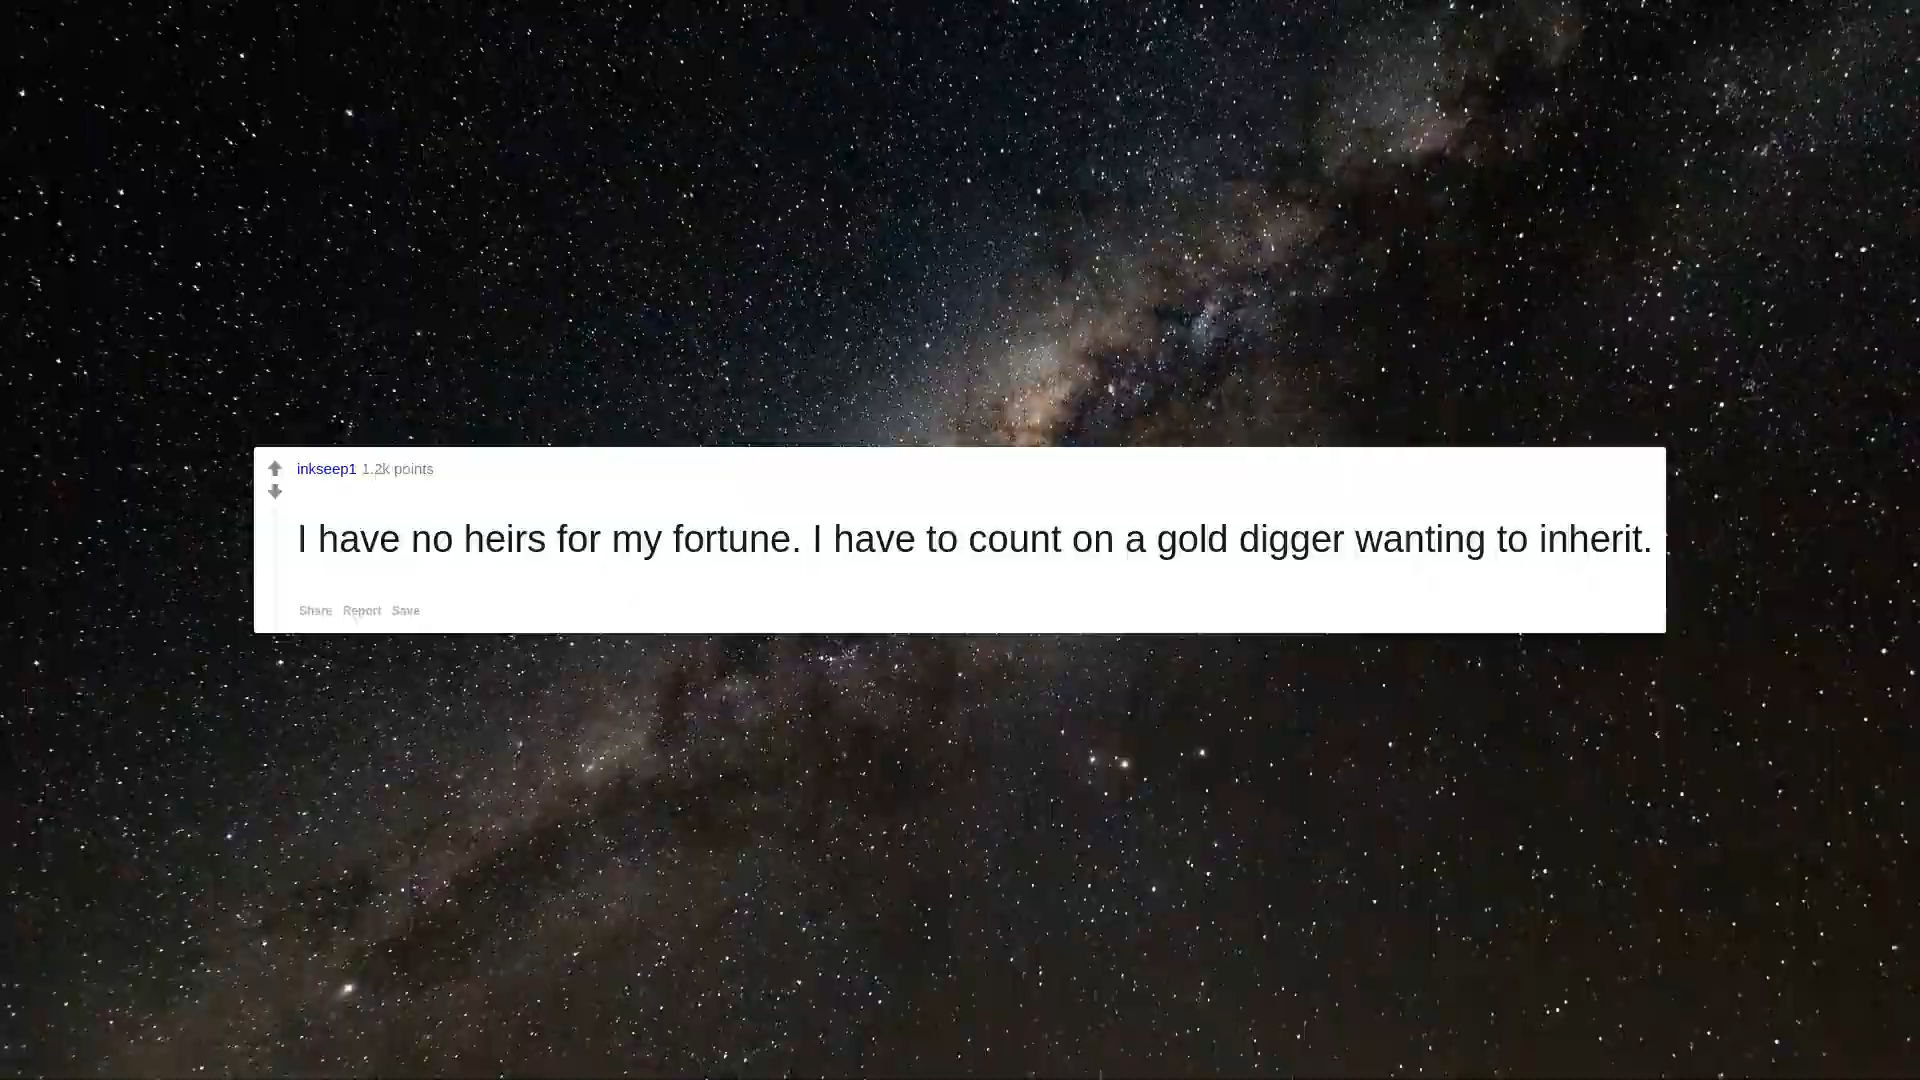 inkseep1 1.2k points
I have no heirs for my fortune. I have to count on a gold digger wanting to inherit.
Share Report Save